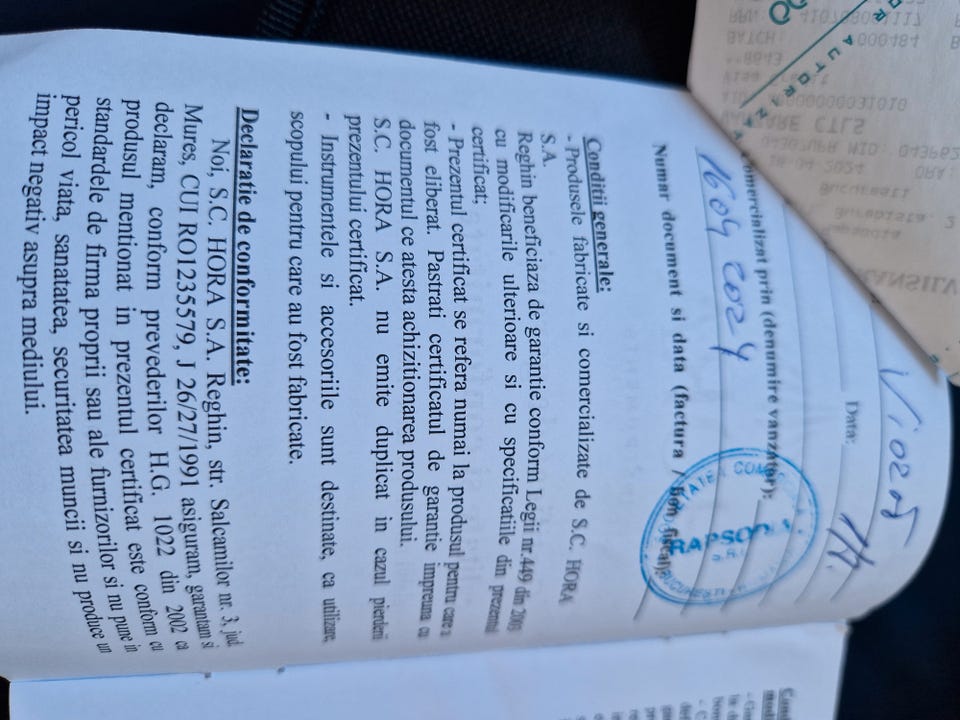 Vioară
Data:
Comercializat prin (denumire vanzator):
Numar document si data (factura / bon fiscal)
RAPSOD
BUCURESTI
Conditii generale:
- Produsele fabricate si comercializate de S.C. HORA
S.A.
Reghin beneficiaza de garantie conform Legii nr.449 din 2003
cu modificarile ulterioare si cu specificatiile din prezentul
certificat;
- Prezentul certificat se refera numai la produsul pentru care a
fost eliberat. Pastrati certificatul de garantie impreuna cu
documentul ce atesta achizitionarea produsului.
S.C. HORA S.A. nu emite duplicat in cazul pierderii
prezentului certificat.
- Instrumentele si accesoriile sunt destinate, ca utilizare,
scopului pentru care au fost fabricate.
Declaratie de conformitate:
Noi, S.C. HORA S.A. Reghin, str. Salcamilor nr. 3, jud.
Mures, CUI RO1235579, J 26/27/1991 asiguram, garantam si
declaram, conform prevederilor H.G. 1022 din 2002 ca
produsul mentionat in prezentul certificat este conform cu
standardele de firma proprii sau ale furnizorilor si nu pune in
pericol viata, sanatatea, securitatea muncii si nu produce un
impact negativ asupra mediului.
BATCH: 000484